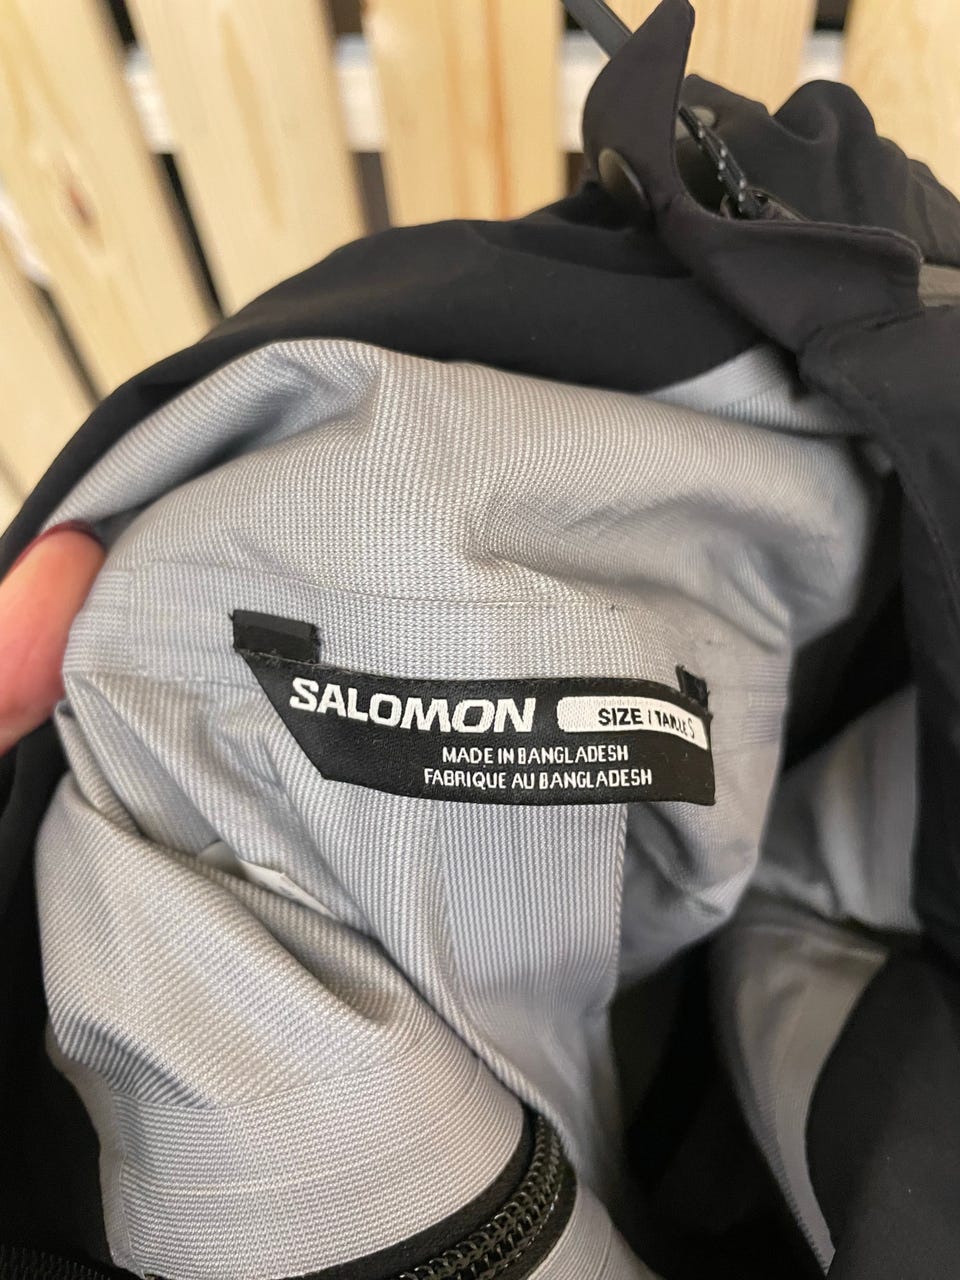 SALOMON SIZE | TAILLE S
MADE IN BANGLADESH
FABRIQUE AU BANGLADESH